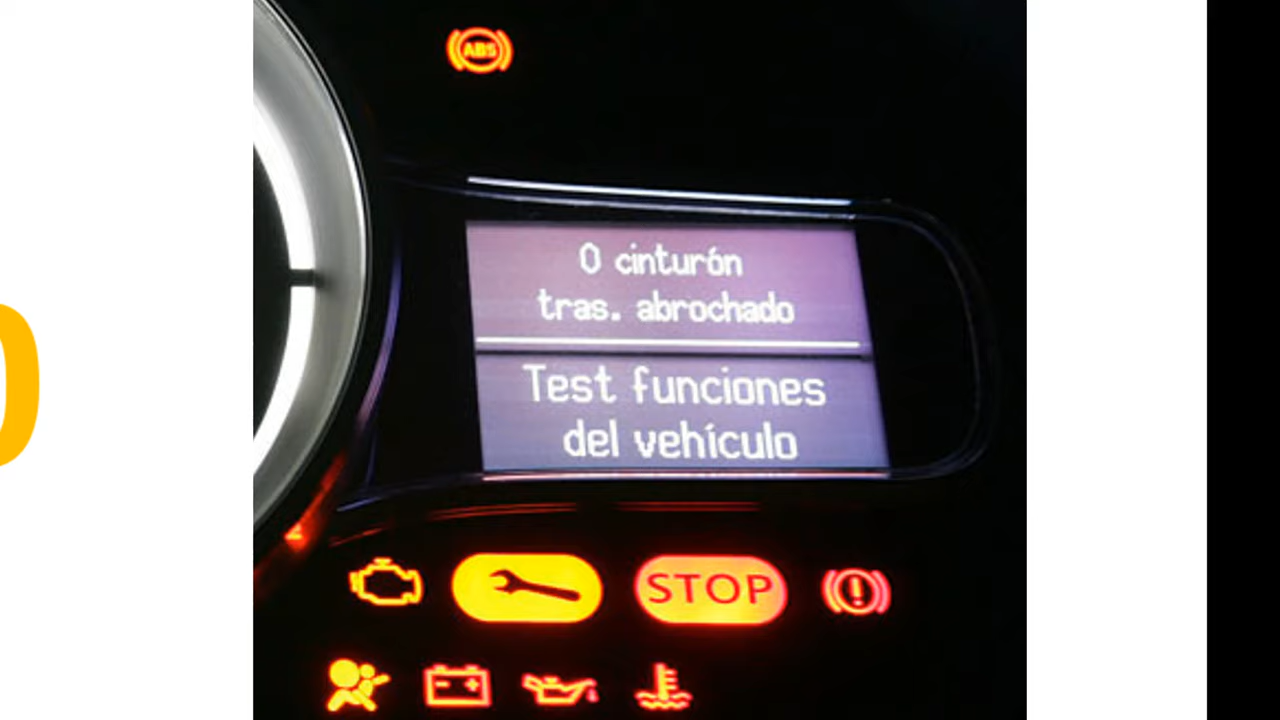 ABS
0 cinturón
tras. abrochado
Test funciones
del vehículo
STOP